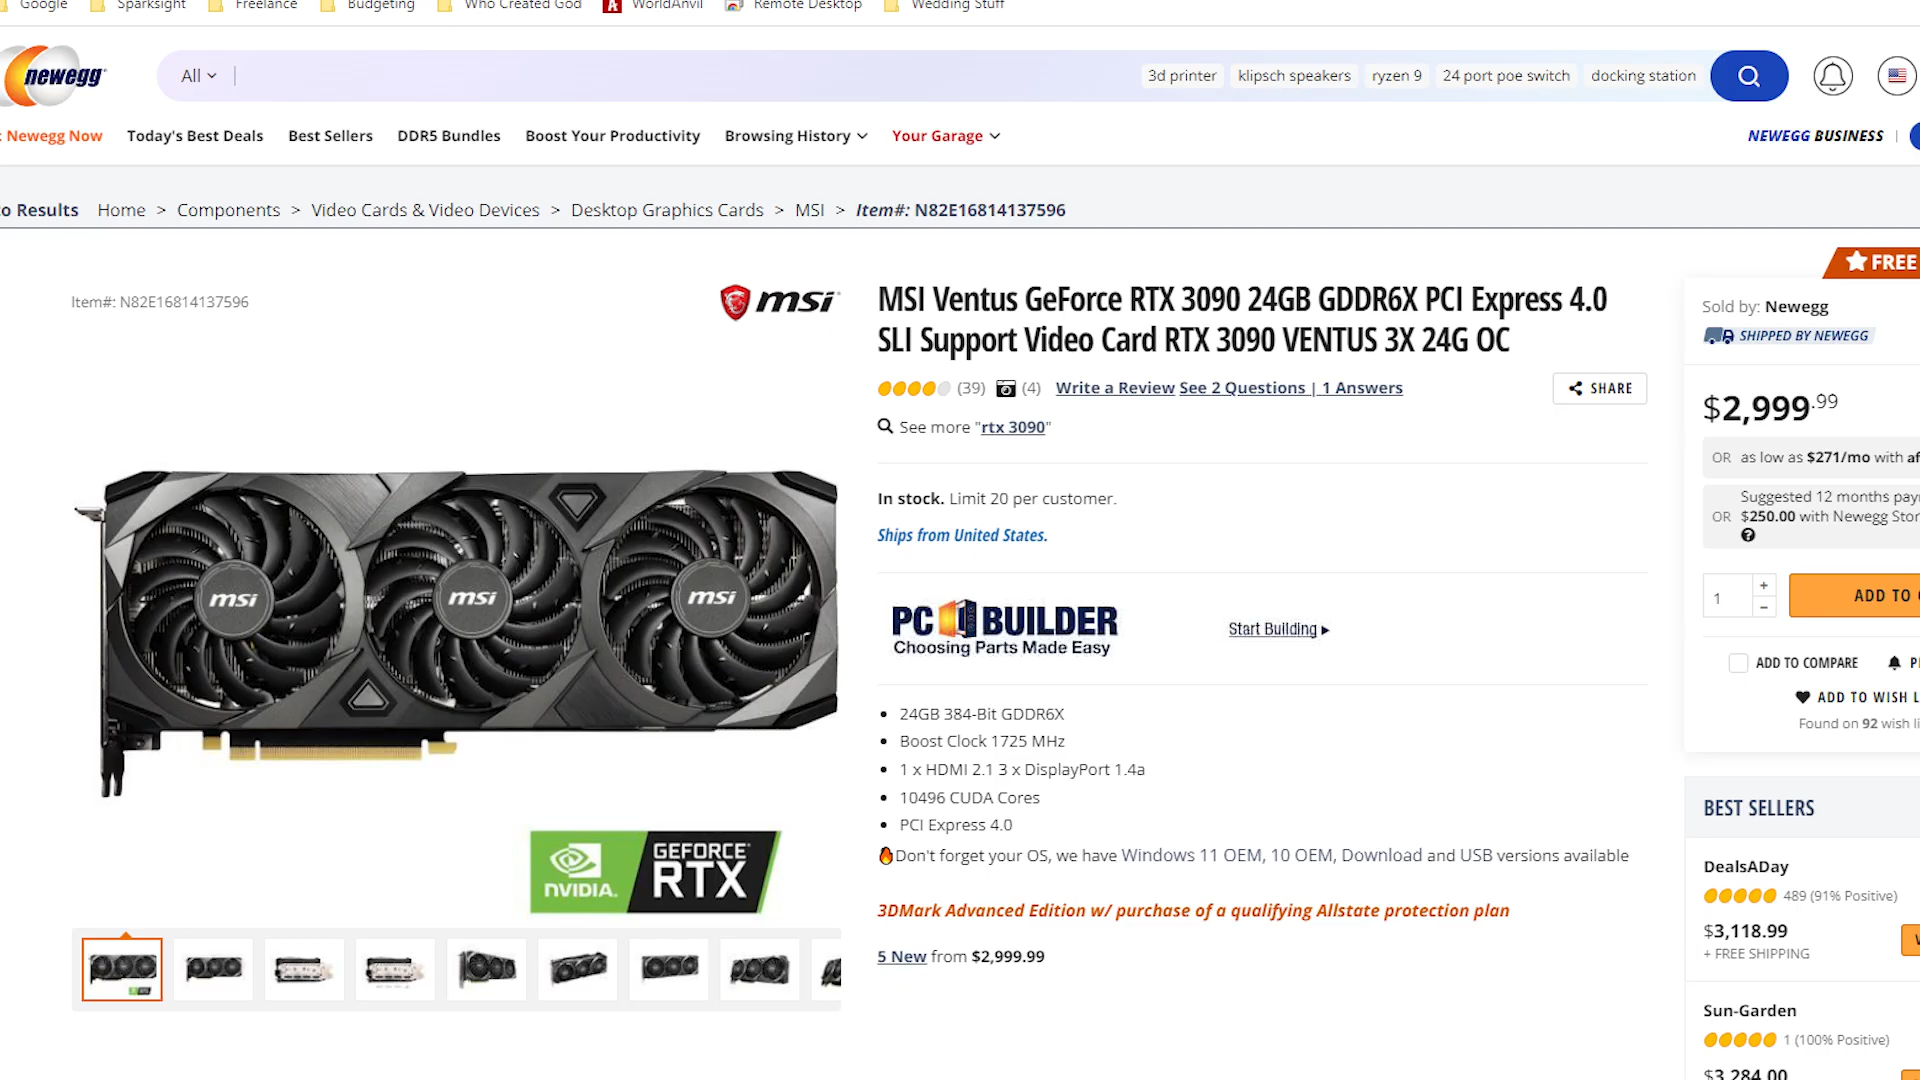 Google Sparksight Freelance Budgeting Who Created God WorldAnvil Remote Desktop Wedding Stuff
newegg
All
3d printer klipsch speakers ryzen 9 24 port poe switch docking station
Newegg Now Today's Best Deals Best Sellers DDR5 Bundles Boost Your Productivity Browsing History Your Garage
NEWEGG BUSINESS
o Results Home > Components > Video Cards & Video Devices > Desktop Graphics Cards > MSI > Item#: N82E16814137596
Item#: N82E16814137596
msi
msi
msi
msi
NVIDIA.
GEFORCE
RTX
MSI Ventus GeForce RTX 3090 24GB GDDR6X PCI Express 4.0
SLI Support Video Card RTX 3090 VENTUS 3X 24G OC
(39) (4) Write a Review See 2 Questions | 1 Answers
SHARE
See more "rtx 3090"
In stock. Limit 20 per customer.
Ships from United States.
PC BUILDER
Choosing Parts Made Easy
Start Building
24GB 384-Bit GDDR6X
Boost Clock 1725 MHz
1 x HDMI 2.1 3 x DisplayPort 1.4a
10496 CUDA Cores
PCI Express 4.0
Don't forget your OS, we have Windows 11 OEM, 10 OEM, Download and USB versions available
3DMark Advanced Edition w/ purchase of a qualifying Allstate protection plan
5 New from $2,999.99
FREE
Sold by: Newegg
SHIPPED BY NEWEGG
$2,999.99
OR as low as $271/mo with af
Suggested 12 months pay
OR $250.00 with Newegg Stor
?
1 + −
ADD TO
ADD TO COMPARE
ADD TO WISH L
Found on 92 wish li
BEST SELLERS
DealsADay
489 (91% Positive)
$3,118.99
+ FREE SHIPPING
Sun-Garden
1 (100% Positive)
$3,284.00